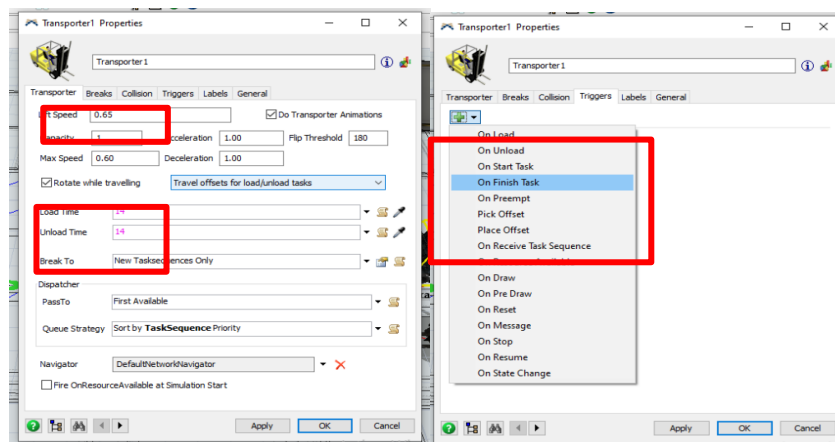 Transporter1 Properties
Transporter1
Transporter Breaks Collision Triggers Labels General
Speed 0.65 Do Transporter Animations
Capacity 1 Acceleration 1.00 Flip Threshold 180
Max Speed 0.60 Deceleration 1.00
Rotate while travelling Travel offsets for load/unload tasks
Load Time 14
Unload Time 14
Break To New Tasksequences Only
Dispatcher
PassTo First Available
Queue Strategy Sort by TaskSequence Priority
Navigator DefaultNetworkNavigator
Fire OnResourceAvailable at Simulation Start
Apply OK Cancel
Transporter1 Properties
Transporter1
Transporter Breaks Collision Triggers Labels General
On Load
On Unload
On Start Task
On Finish Task
On Preempt
Pick Offset
Place Offset
On Receive Task Sequence
On Draw
On Pre Draw
On Reset
On Message
On Stop
On Resume
On State Change
Apply OK Cancel